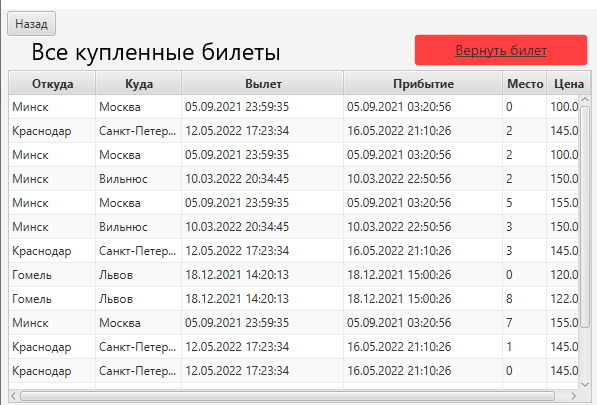 Назад
Все купленные билеты
Вернуть билет
Откуда Куда Вылет Прибытие Место Цена
Минск Москва 05.09.2021 23:59:35 05.09.2021 03:20:56 0 100.0
Краснодар Санкт-Петер... 12.05.2022 17:23:34 16.05.2022 21:10:26 2 145.0
Минск Москва 05.09.2021 23:59:35 05.09.2021 03:20:56 2 100.0
Минск Вильнюс 10.03.2022 20:34:45 10.03.2022 22:50:56 2 150.0
Минск Москва 05.09.2021 23:59:35 05.09.2021 03:20:56 5 155.0
Минск Вильнюс 10.03.2022 20:34:45 10.03.2022 22:50:56 3 150.0
Краснодар Санкт-Петер... 12.05.2022 17:23:34 16.05.2022 21:10:26 3 145.0
Гомель Львов 18.12.2021 14:20:13 18.12.2021 15:00:26 0 120.0
Гомель Львов 18.12.2021 14:20:13 18.12.2021 15:00:26 8 122.0
Минск Москва 05.09.2021 23:59:35 05.09.2021 03:20:56 7 155.0
Краснодар Санкт-Петер... 12.05.2022 17:23:34 16.05.2022 21:10:26 1 145.0
Краснодар Санкт-Петер... 12.05.2022 17:23:34 16.05.2022 21:10:26 0 145.0